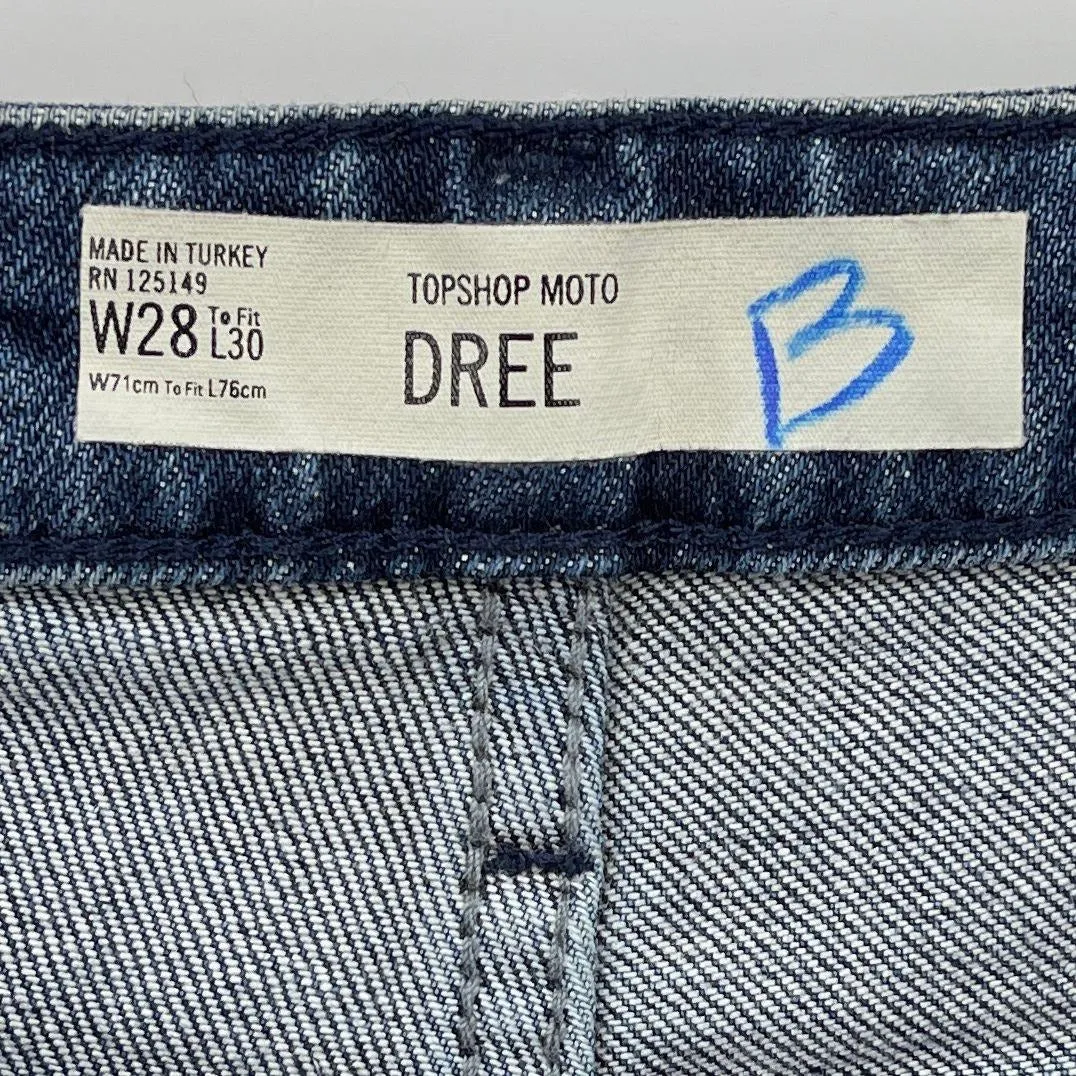 MADE IN TURKEY
RN 125149
W28 To Fit L30
W71cm To Fit L76cm
TOPSHOP MOTO
DREE
B